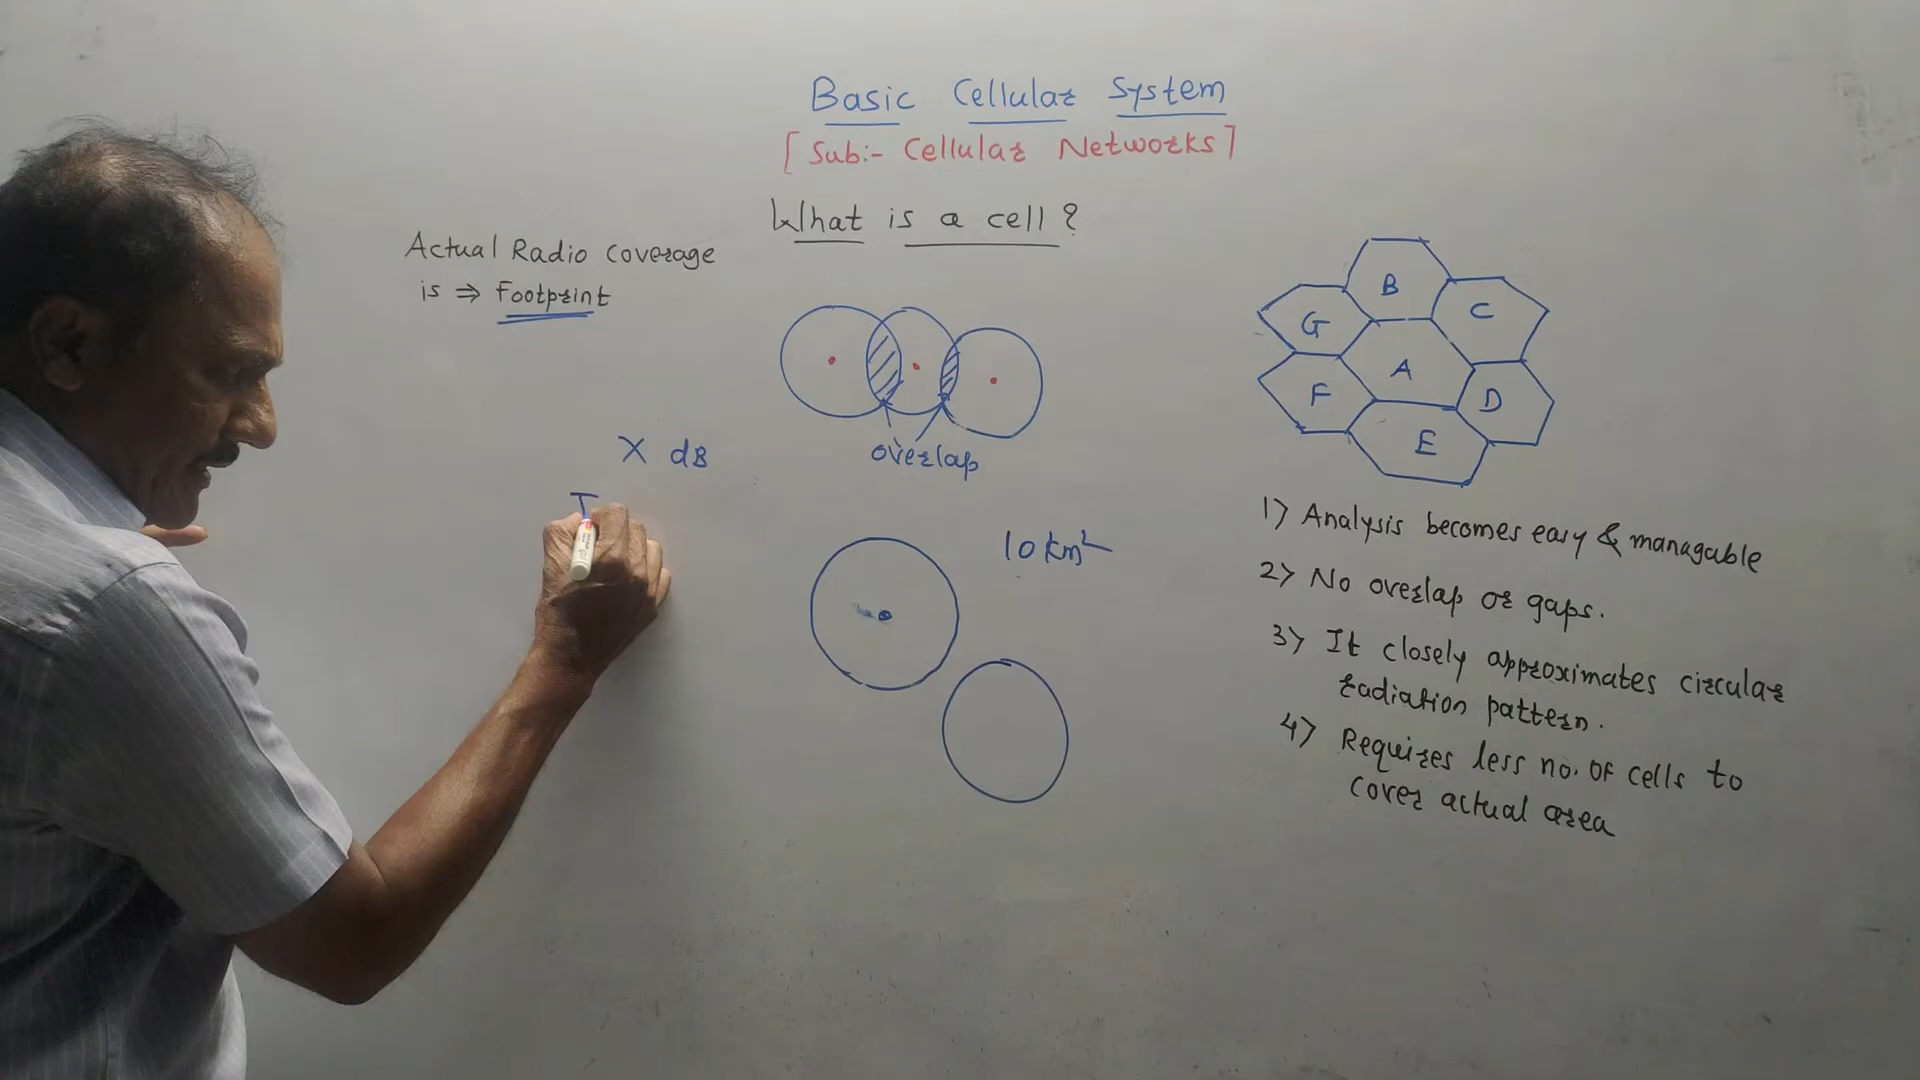 Basic Cellular System
[Sub:- Cellular Networks]
What is a cell?
Actual Radio coverage
is ⇒ Footprint
overlap
X dB
T
10 km²
B
G
C
A
F
D
E
1) Analysis becomes easy & managable
2) No overlap or gaps.
3) It closely approximates circular
radiation pattern.
4) Requires less no. of cells to
cover actual area